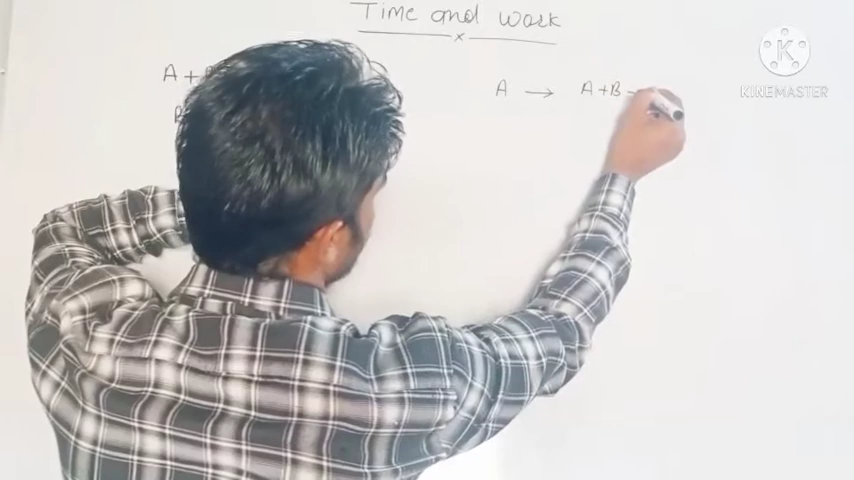 Time and work
x
A +
A → A + B -
K
KINEMASTER